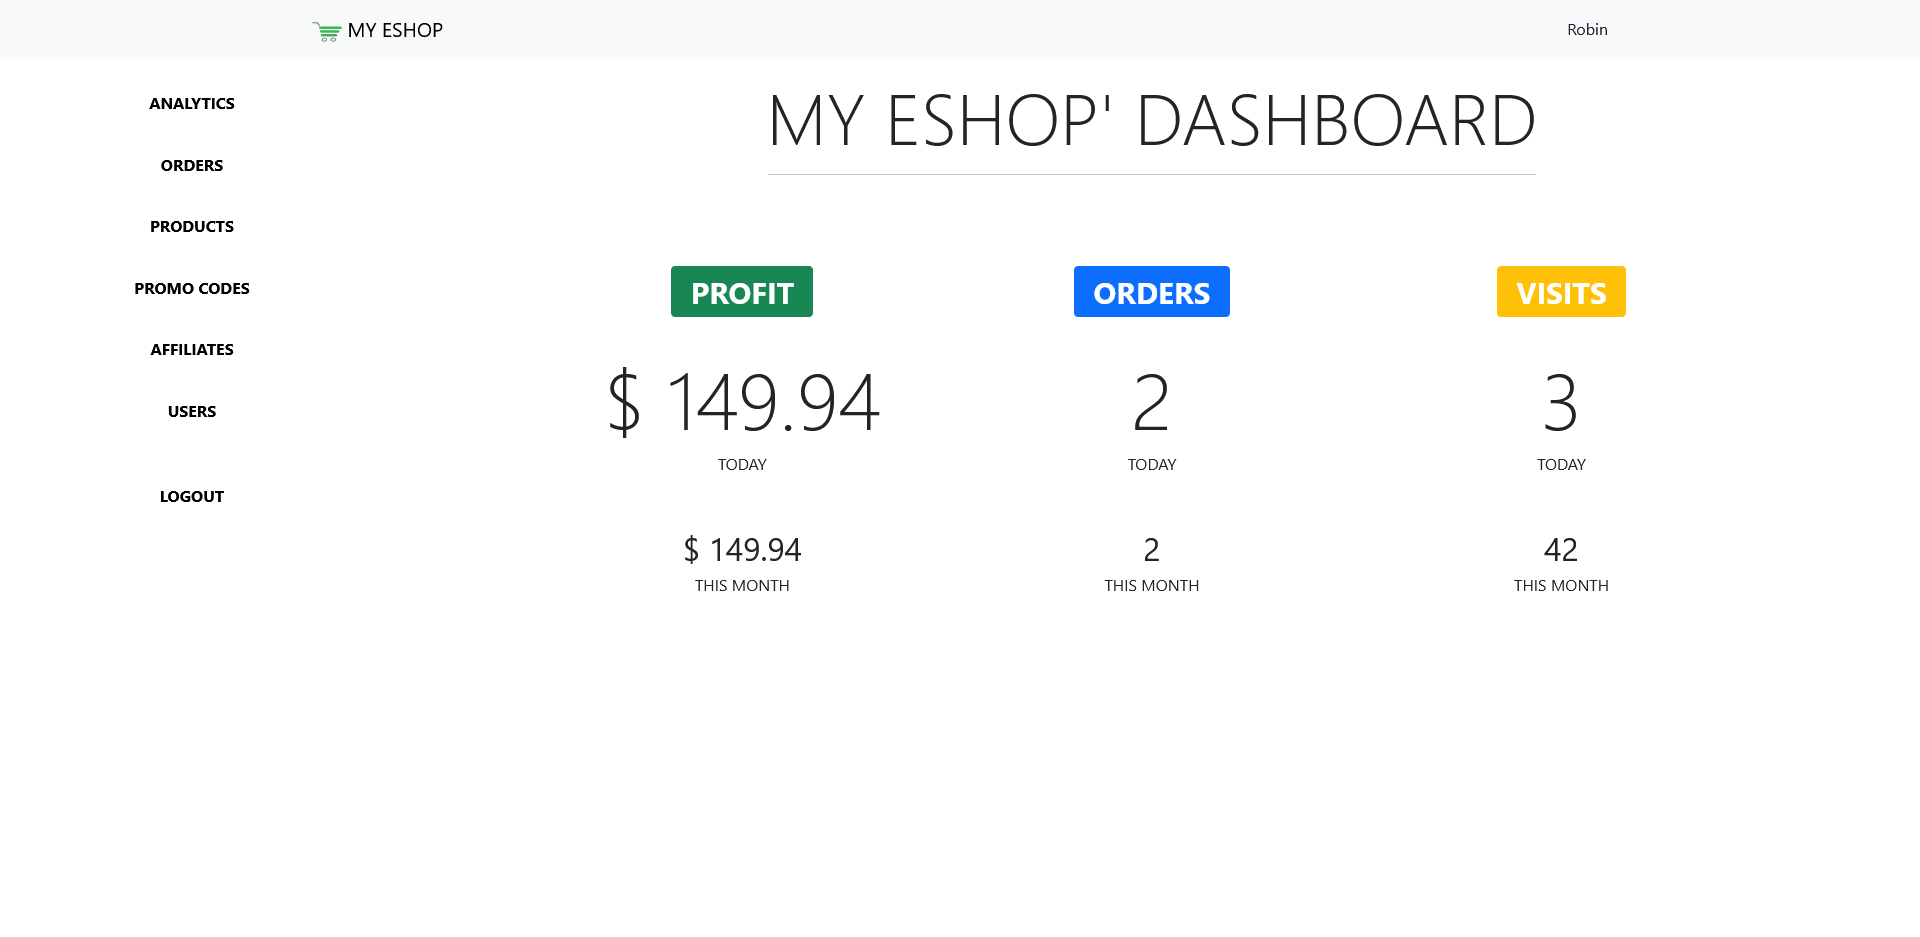 MY ESHOP
Robin
ANALYTICS
ORDERS
PRODUCTS
PROMO CODES
AFFILIATES
USERS
LOGOUT
MY ESHOP' DASHBOARD
PROFIT ORDERS VISITS
$ 149.94 2 3
TODAY TODAY TODAY
$ 149.94 2 42
THIS MONTH THIS MONTH THIS MONTH